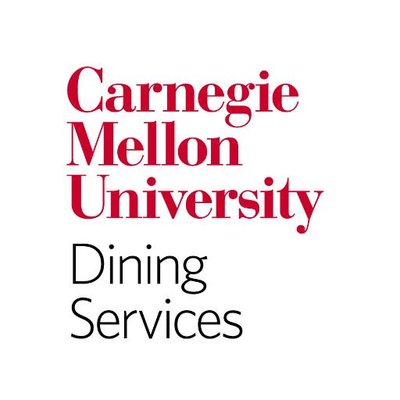 Carnegie
Mellon
University
Dining
Services